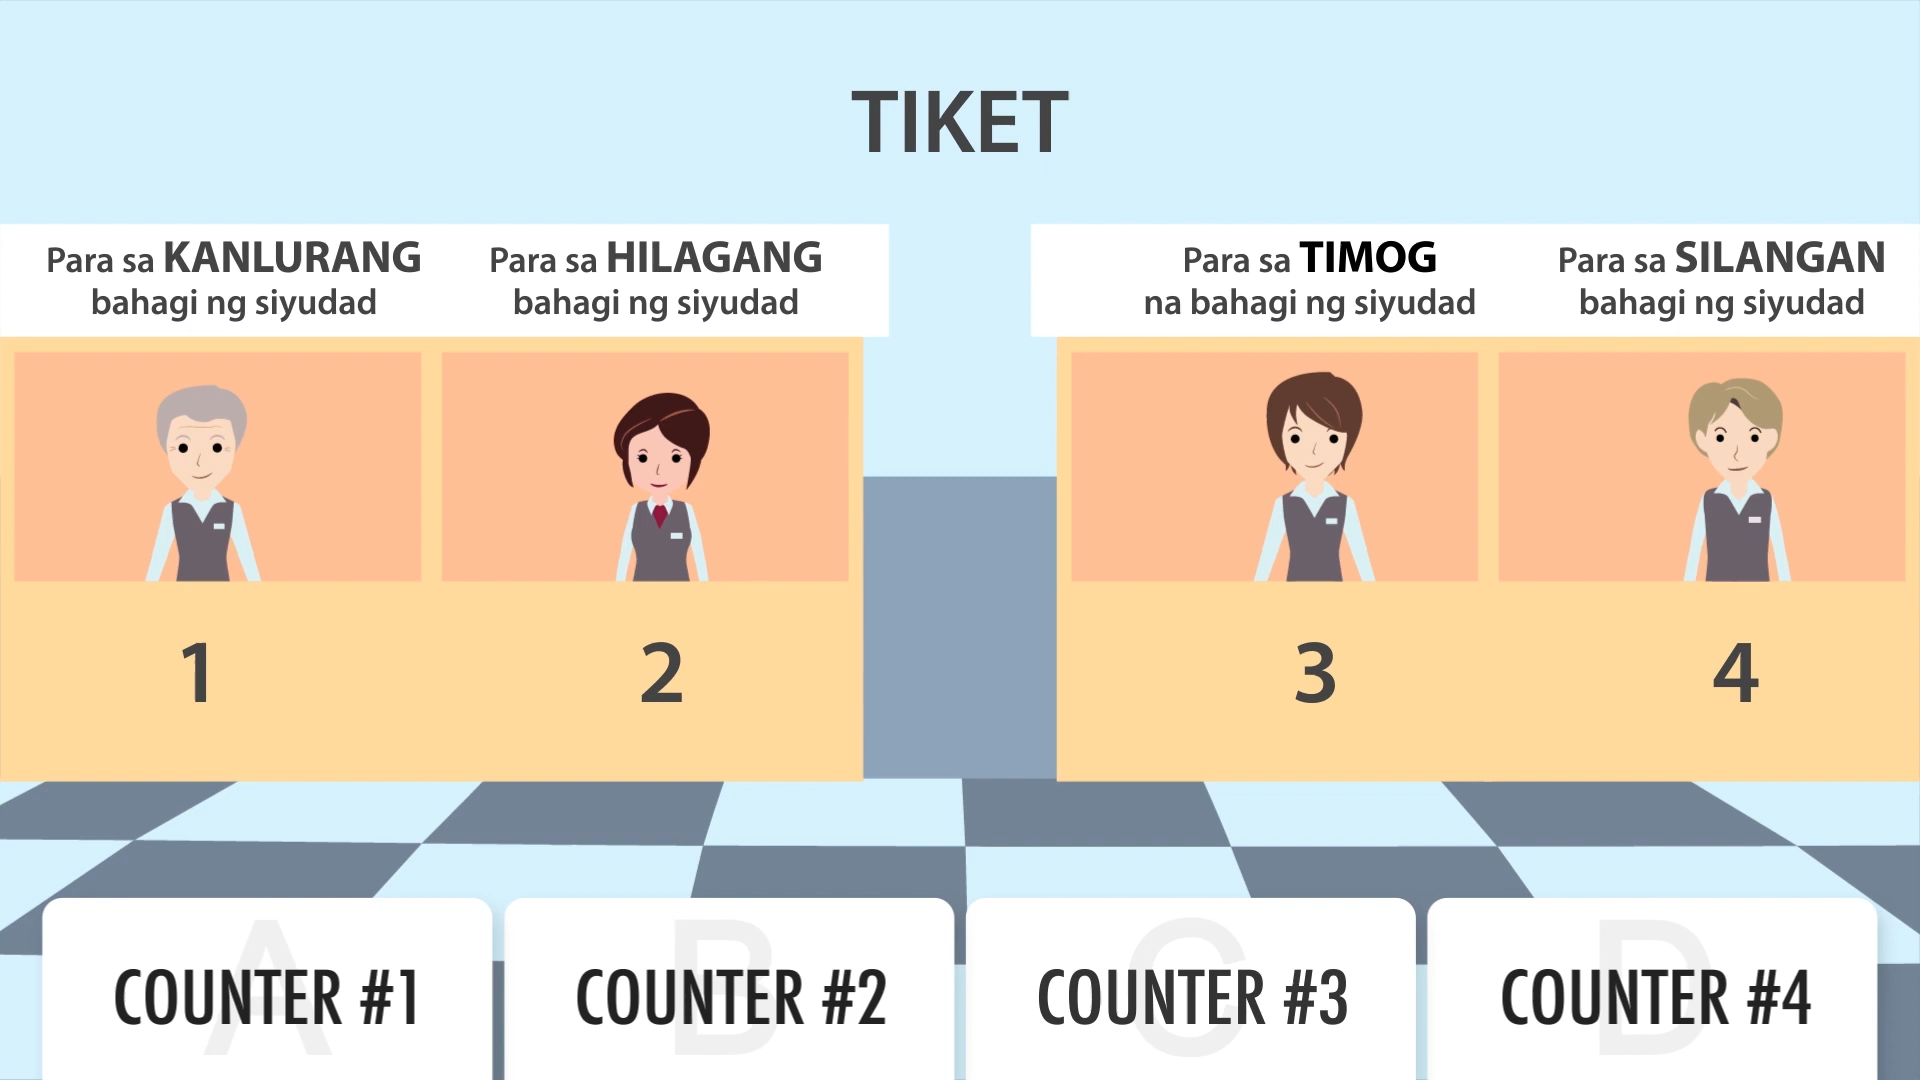 TIKET
Para sa KANLURANG
bahagi ng siyudad
Para sa HILAGANG
bahagi ng siyudad
Para sa TIMOG
na bahagi ng siyudad
Para sa SILANGAN
bahagi ng siyudad
1
2
3
4
A
COUNTER #1
B
COUNTER #2
C
COUNTER #3
D
COUNTER #4